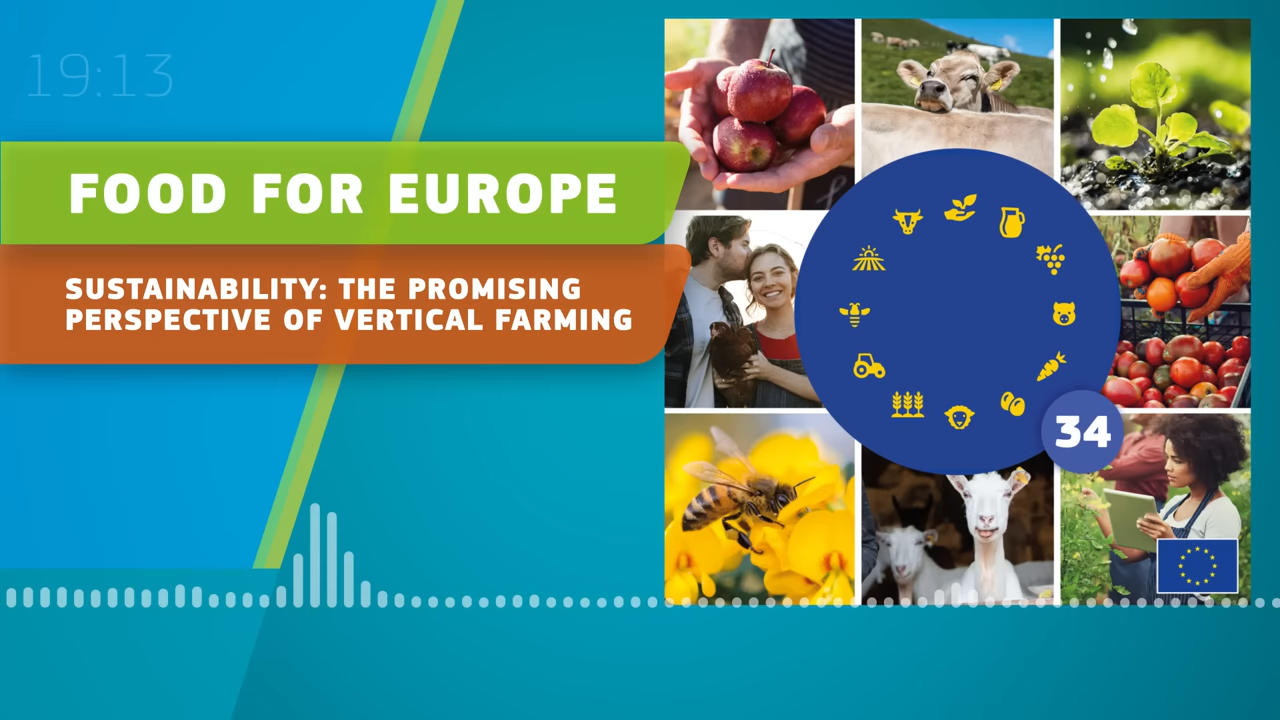 19:13
FOOD FOR EUROPE
SUSTAINABILITY: THE PROMISING
PERSPECTIVE OF VERTICAL FARMING
34